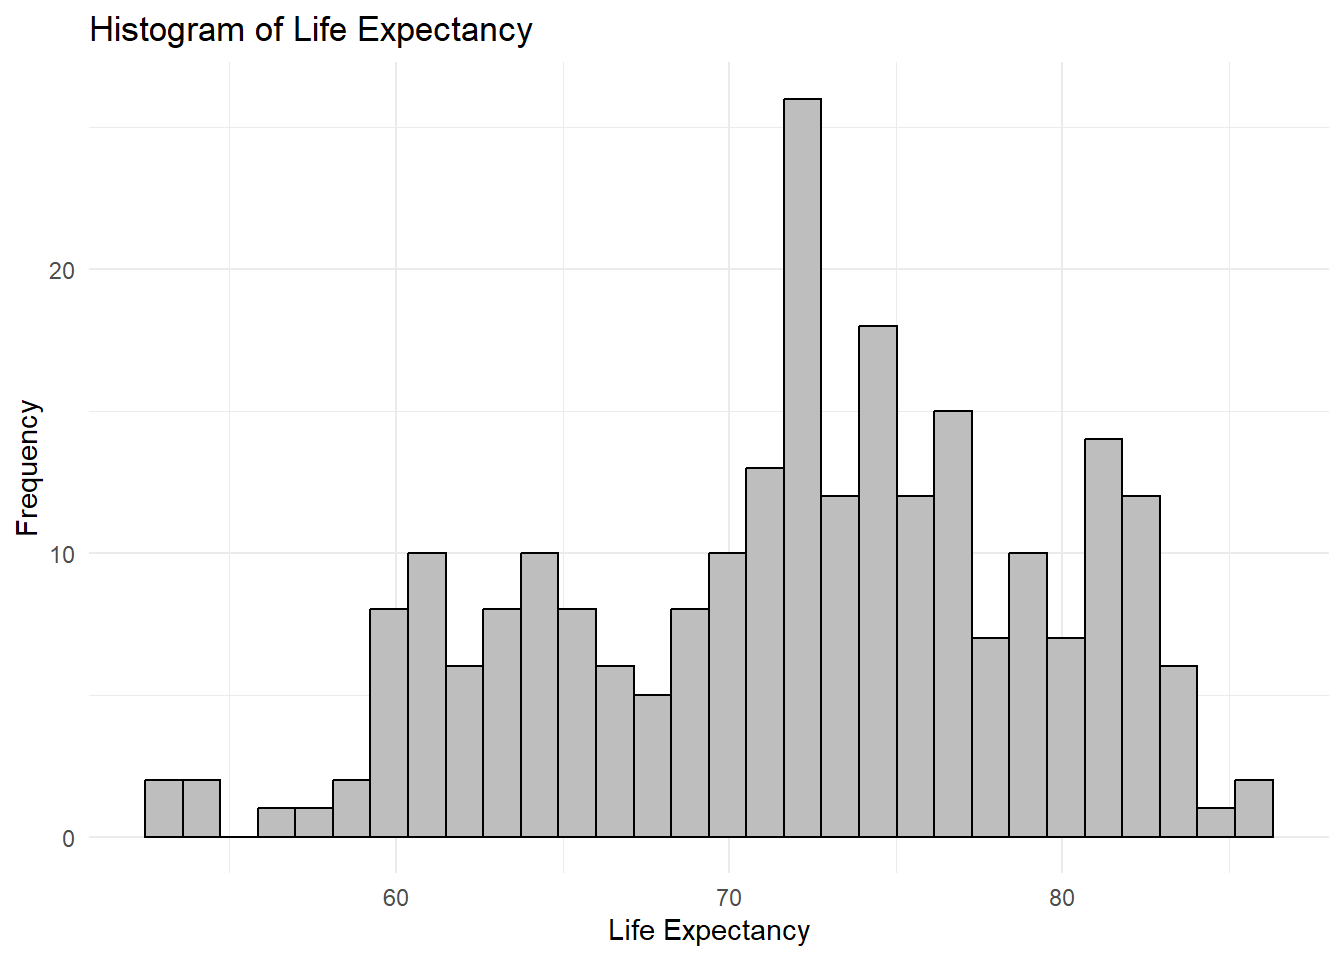 Histogram of Life Expectancy
Frequency
20
10
0
60 70 80
Life Expectancy